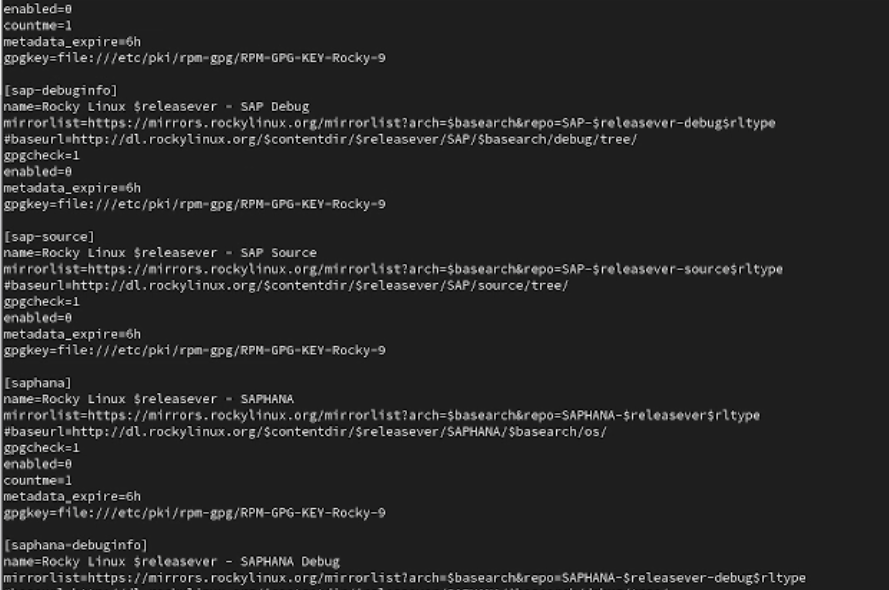 enabled=0
countme=1
metadata_expire=6h
gpgkey=file:///etc/pki/rpm-gpg/RPM-GPG-KEY-Rocky-9

[sap-debuginfo]
name=Rocky Linux $releasever - SAP Debug
mirrorlist=https://mirrors.rockylinux.org/mirrorlist?arch=$basearch&repo=SAP-$releasever-debug$rltype
#baseurl=http://dl.rockylinux.org/$contentdir/$releasever/SAP/$basearch/debug/tree/
gpgcheck=1
enabled=0
metadata_expire=6h
gpgkey=file:///etc/pki/rpm-gpg/RPM-GPG-KEY-Rocky-9

[sap-source]
name=Rocky Linux $releasever - SAP Source
mirrorlist=https://mirrors.rockylinux.org/mirrorlist?arch=$basearch&repo=SAP-$releasever-source$rltype
#baseurl=http://dl.rockylinux.org/$contentdir/$releasever/SAP/source/tree/
gpgcheck=1
enabled=0
metadata_expire=6h
gpgkey=file:///etc/pki/rpm-gpg/RPM-GPG-KEY-Rocky-9

[saphana]
name=Rocky Linux $releasever - SAPHANA
mirrorlist=https://mirrors.rockylinux.org/mirrorlist?arch=$basearch&repo=SAPHANA-$releasever$rltype
#baseurl=http://dl.rockylinux.org/$contentdir/$releasever/SAPHANA/$basearch/os/
gpgcheck=1
enabled=0
countme=1
metadata_expire=6h
gpgkey=file:///etc/pki/rpm-gpg/RPM-GPG-KEY-Rocky-9

[saphana-debuginfo]
name=Rocky Linux $releasever - SAPHANA Debug
mirrorlist=https://mirrors.rockylinux.org/mirrorlist?arch=$basearch&repo=SAPHANA-$releasever-debug$rltype